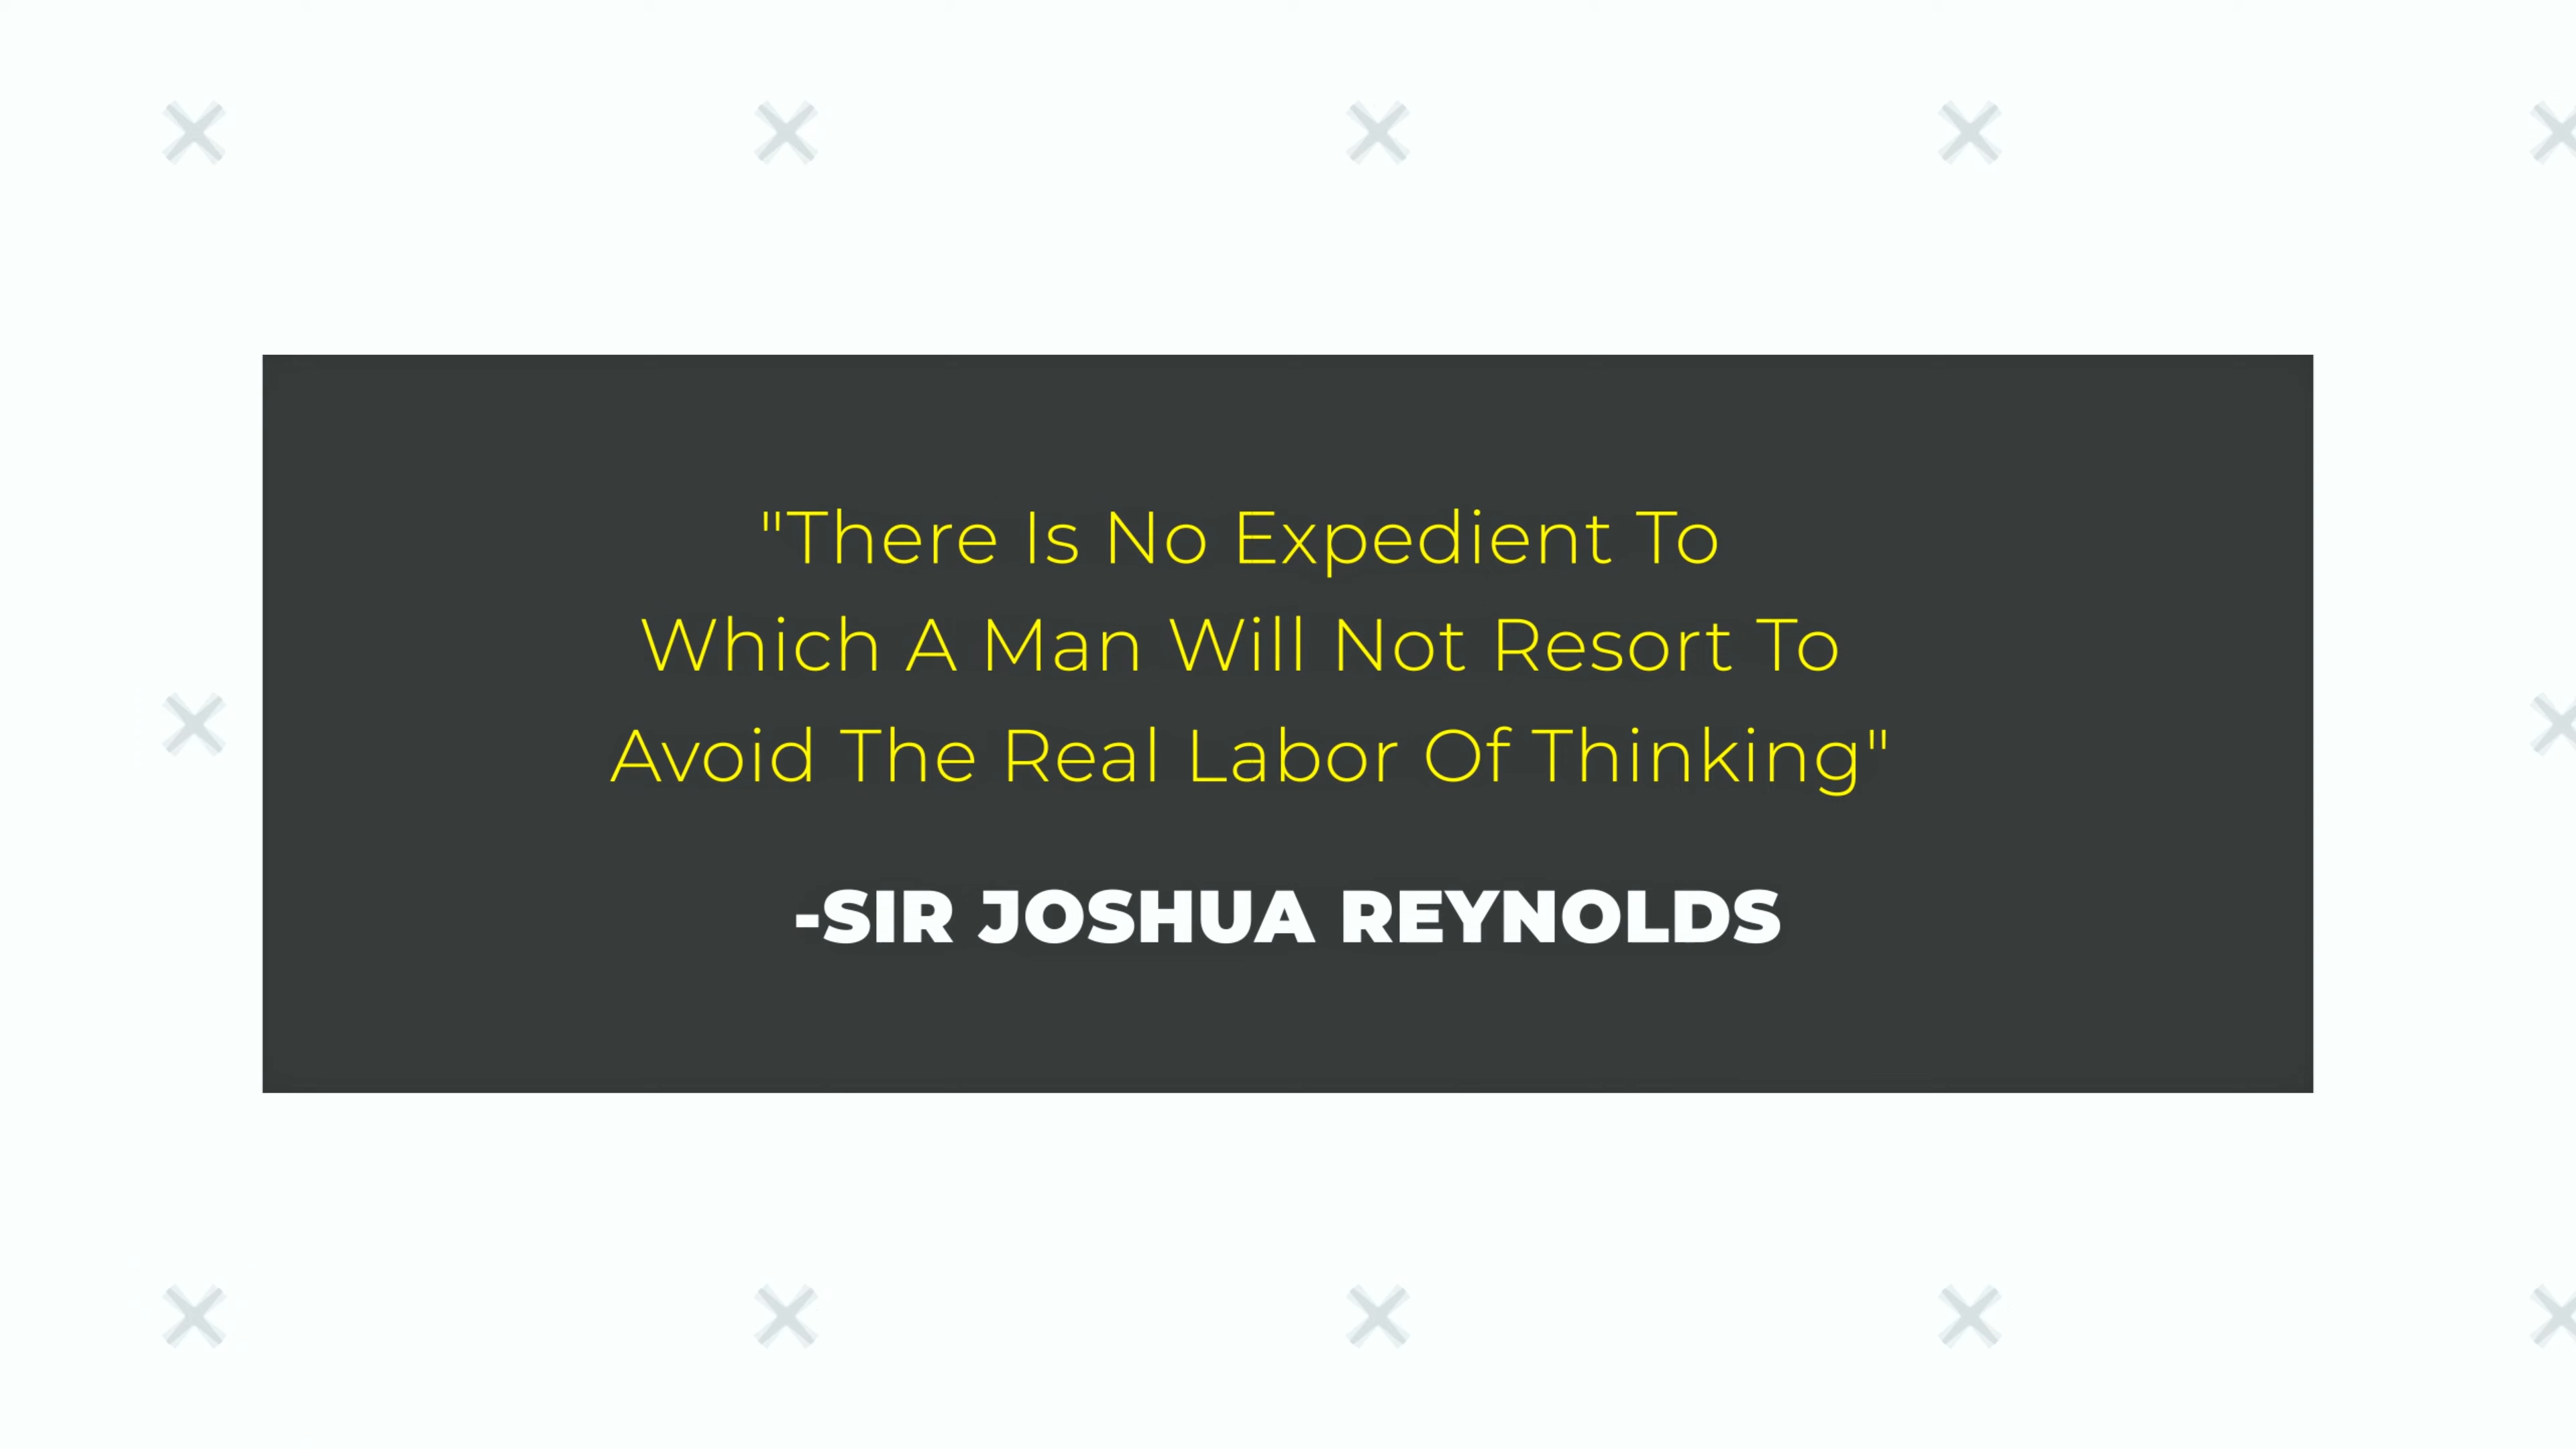 "There Is No Expedient To
Which A Man Will Not Resort To
Avoid The Real Labor Of Thinking"
-SIR JOSHUA REYNOLDS